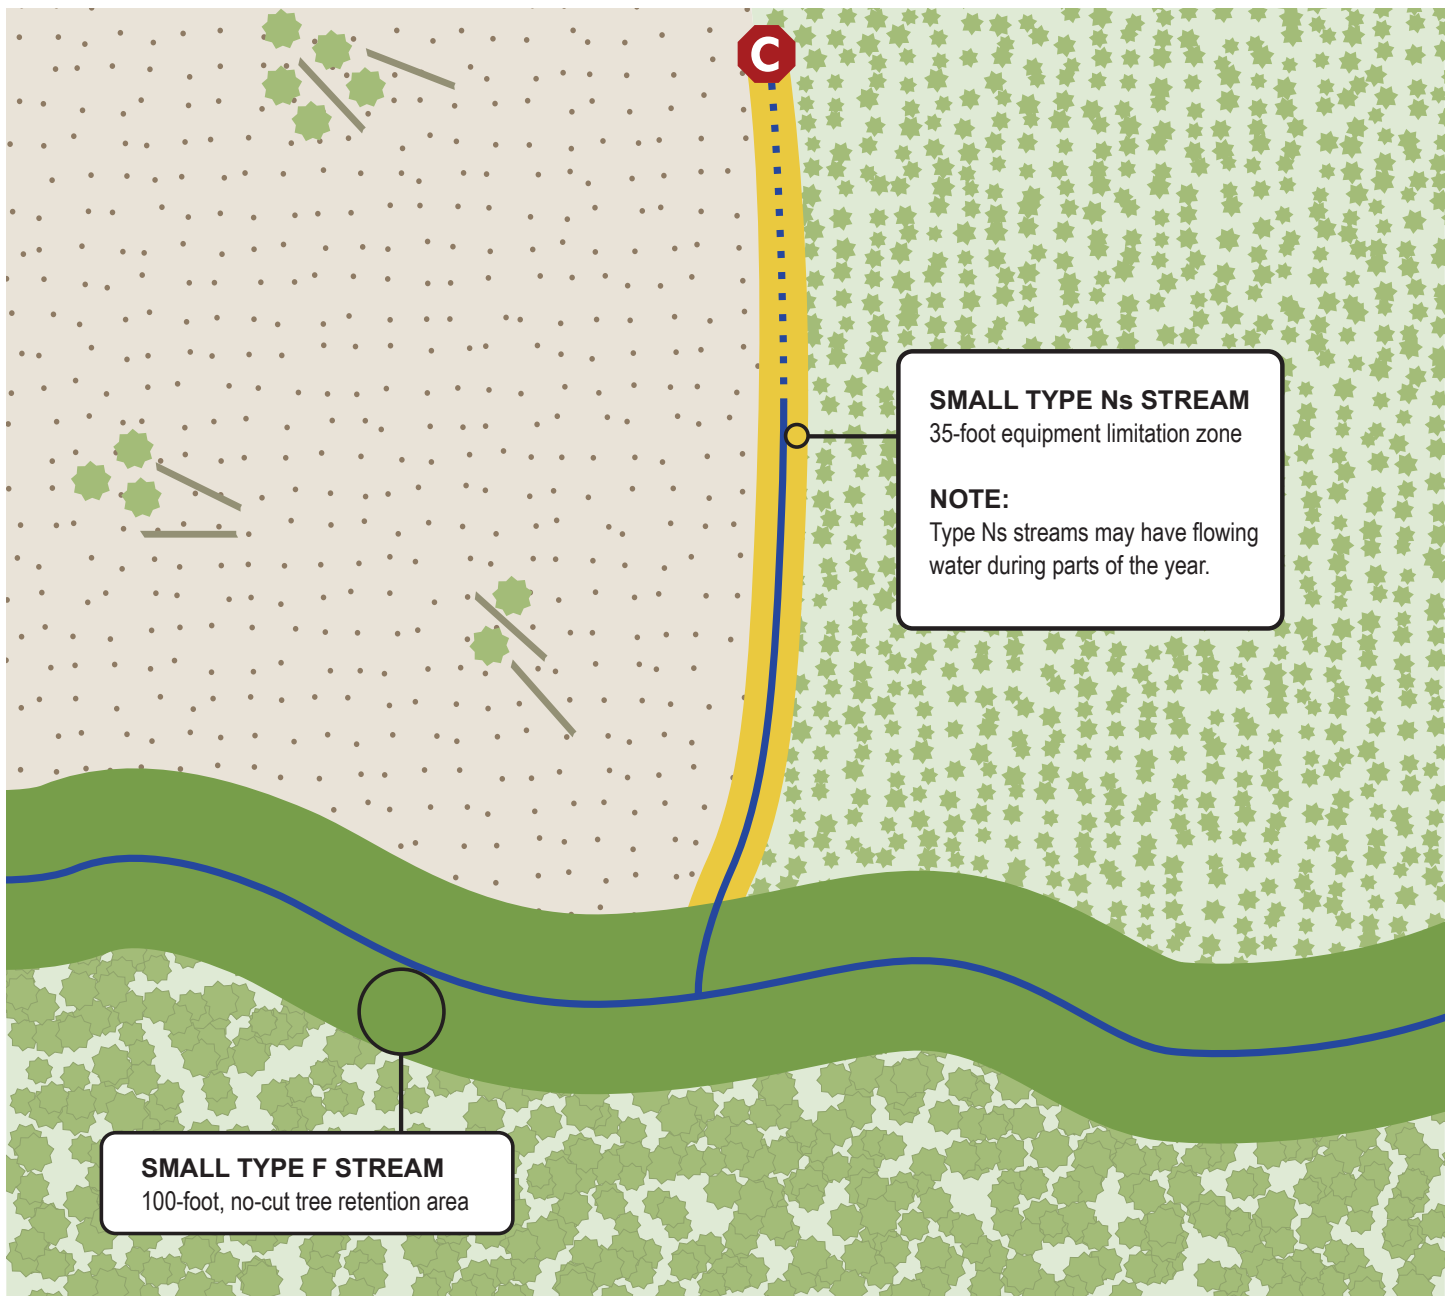 C
SMALL TYPE Ns STREAM
35-foot equipment limitation zone
NOTE:
Type Ns streams may have flowing
water during parts of the year.
SMALL TYPE F STREAM
100-foot, no-cut tree retention area